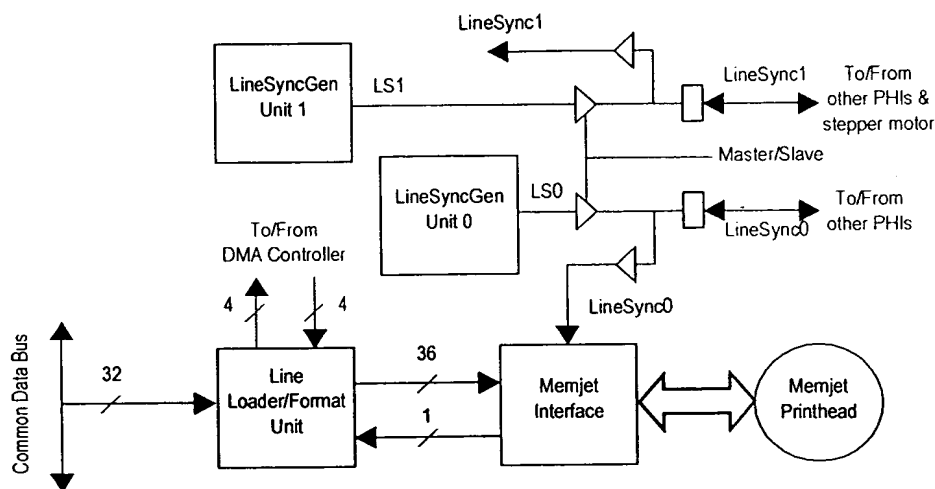 LineSync1
LineSyncGen
Unit 1
LS1
LineSync1
To/From
other PHIs &
stepper motor
Master/Slave
LineSyncGen
Unit 0
LS0
LineSync0
To/From
other PHIs
To/From
DMA Controller
4
4
LineSync0
Common Data Bus
32
Line
Loader/Format
Unit
36
1
Memjet
Interface
Memjet
Printhead